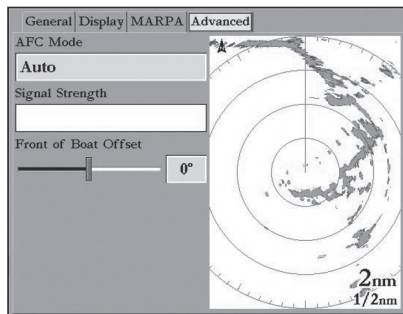 General Display MARPA Advanced
AFC Mode
Auto
Signal Strength
Front of Boat Offset
0°
2nm
1/2nm